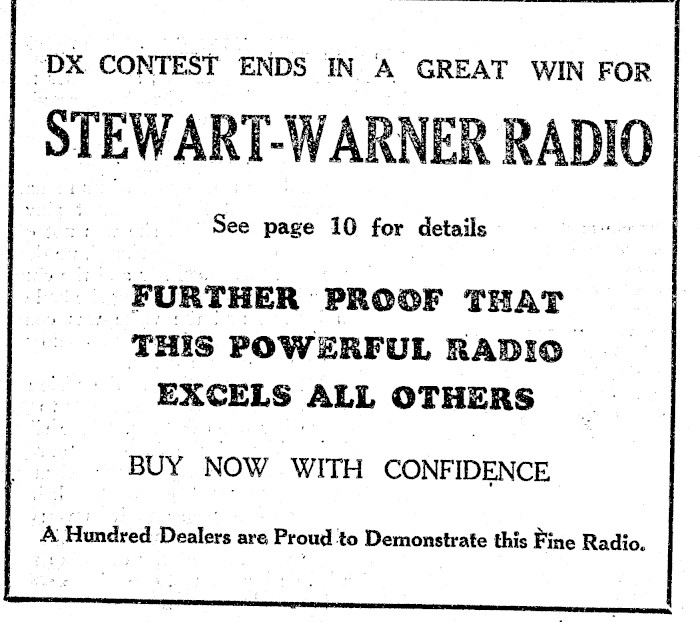 DX CONTEST ENDS IN A GREAT WIN FOR
STEWART-WARNER RADIO
See page 10 for details
FURTHER PROOF THAT
THIS POWERFUL RADIO
EXCELS ALL OTHERS
BUY NOW WITH CONFIDENCE
A Hundred Dealers are Proud to Demonstrate this Fine Radio.